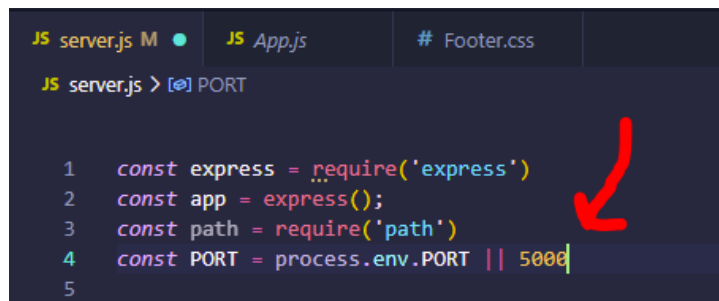 JS server.js M ● JS App.js # Footer.css
JS server.js > PORT
1 const express = require('express')
2 const app = express();
3 const path = require('path')
4 const PORT = process.env.PORT || 5000
5